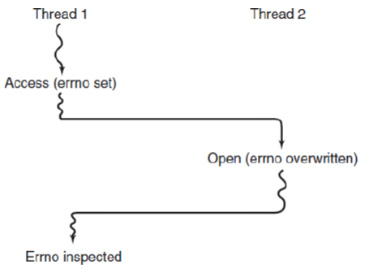 Thread 1
Thread 2
Access (errno set)
Open (errno overwritten)
Errno inspected